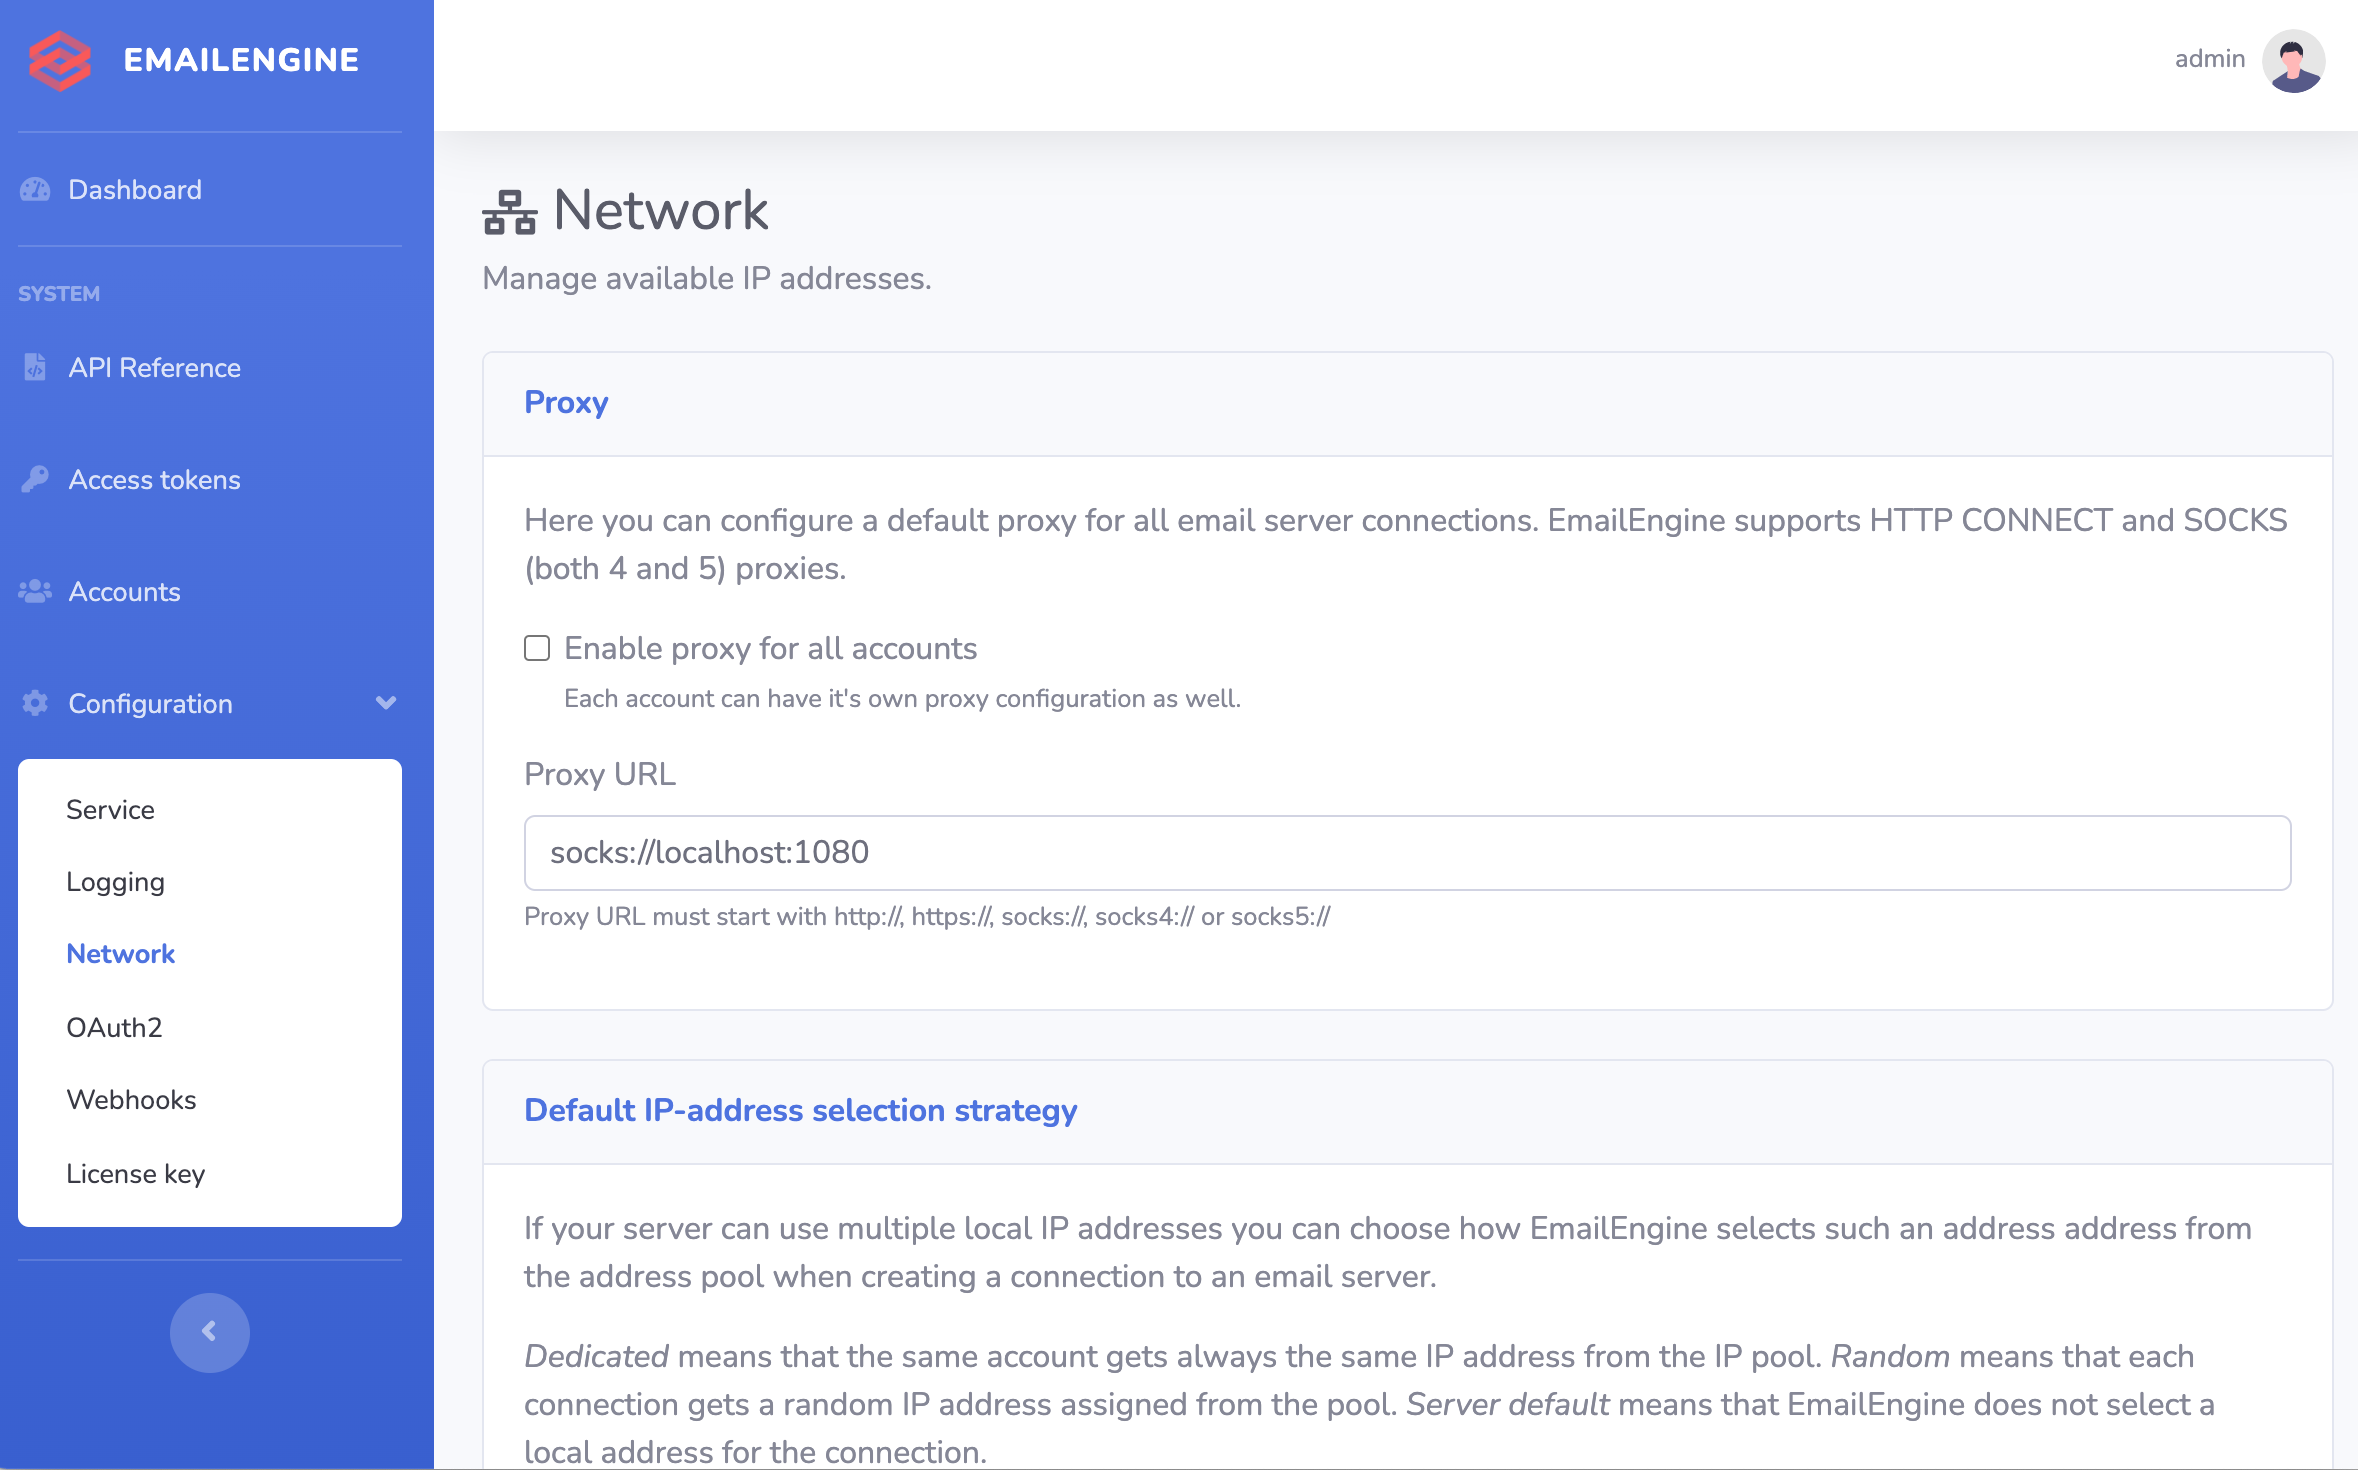 EMAILENGINE
admin
Dashboard
SYSTEM
API Reference
Access tokens
Accounts
Configuration
Service
Logging
Network
OAuth2
Webhooks
License key
Network
Manage available IP addresses.
Proxy
Here you can configure a default proxy for all email server connections. EmailEngine supports HTTP CONNECT and SOCKS
(both 4 and 5) proxies.
Enable proxy for all accounts
Each account can have it's own proxy configuration as well.
Proxy URL
socks://localhost:1080
Proxy URL must start with http://, https://, socks://, socks4:// or socks5://
Default IP-address selection strategy
If your server can use multiple local IP addresses you can choose how EmailEngine selects such an address address from
the address pool when creating a connection to an email server.
Dedicated means that the same account gets always the same IP address from the IP pool. Random means that each
connection gets a random IP address assigned from the pool. Server default means that EmailEngine does not select a
local address for the connection.